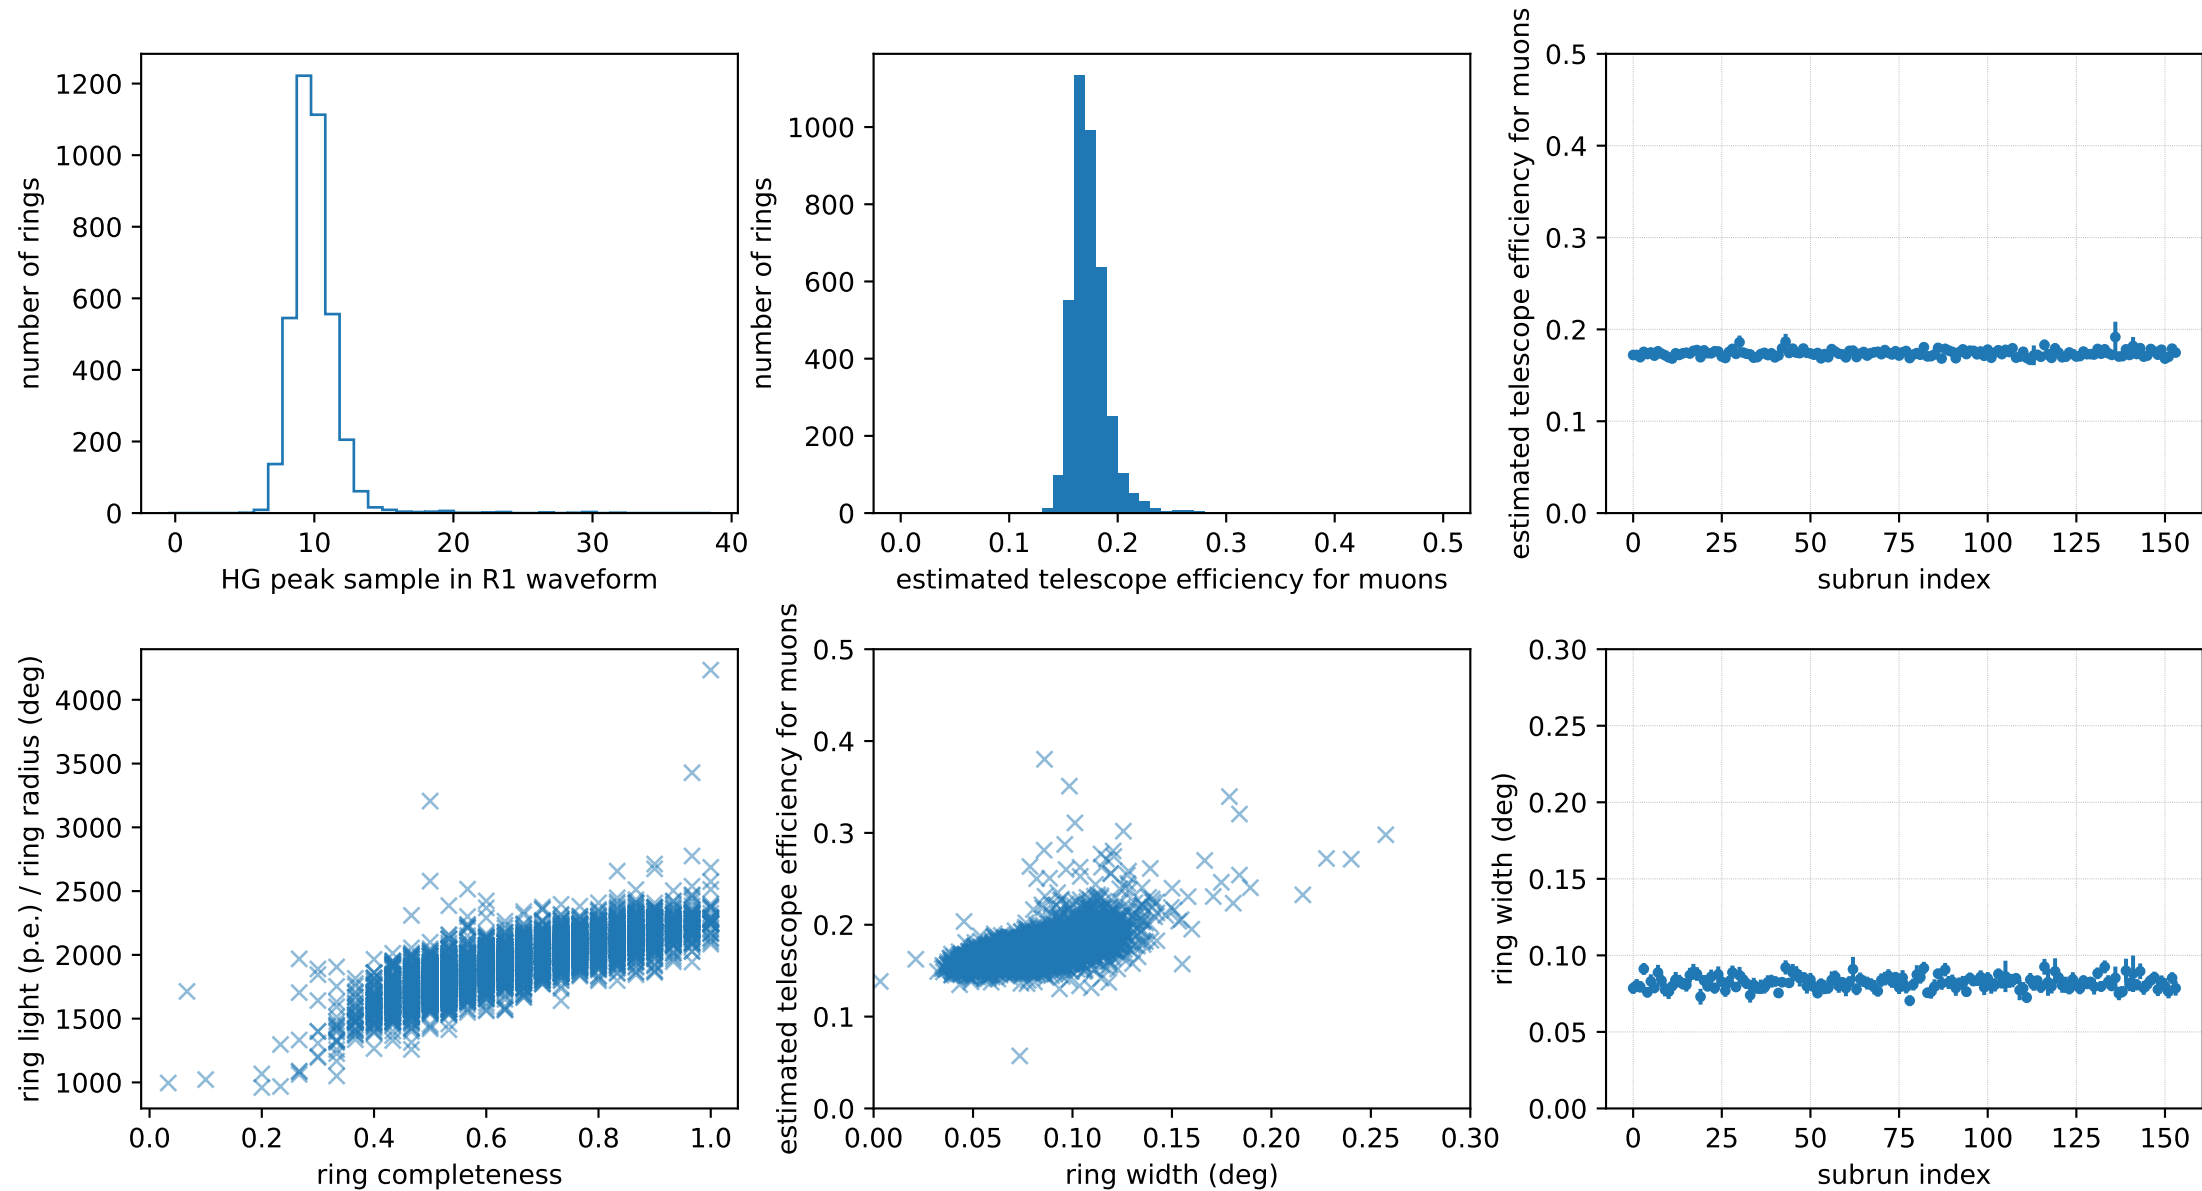 number of rings
1200
1000
800
600
400
200
0
0 10 20 30 40
HG peak sample in R1 waveform
number of rings
1000
800
600
400
200
0
0.0 0.1 0.2 0.3 0.4 0.5
estimated telescope efficiency for muons
estimated telescope efficiency for muons
0.5
0.4
0.3
0.2
0.1
0.0
0 25 50 75 100 125 150
subrun index
ring light (p.e.) / ring radius (deg)
4000
3500
3000
2500
2000
1500
1000
0.0 0.2 0.4 0.6 0.8 1.0
ring completeness
estimated telescope efficiency for muons
0.5
0.4
0.3
0.2
0.1
0.0
0.00 0.05 0.10 0.15 0.20 0.25 0.30
ring width (deg)
ring width (deg)
0.30
0.25
0.20
0.15
0.10
0.05
0.00
0 25 50 75 100 125 150
subrun index